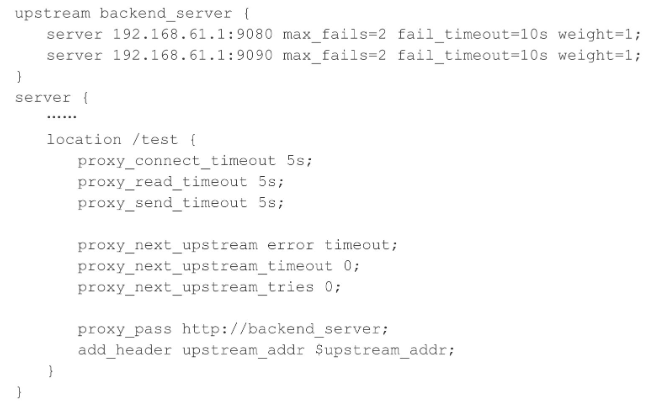 upstream backend_server {
    server 192.168.61.1:9080 max_fails=2 fail_timeout=10s weight=1;
    server 192.168.61.1:9090 max_fails=2 fail_timeout=10s weight=1;
}
server {
    ……
    location /test {
        proxy_connect_timeout 5s;
        proxy_read_timeout 5s;
        proxy_send_timeout 5s;

        proxy_next_upstream error timeout;
        proxy_next_upstream_timeout 0;
        proxy_next_upstream_tries 0;

        proxy_pass http://backend_server;
        add_header upstream_addr $upstream_addr;
    }
}